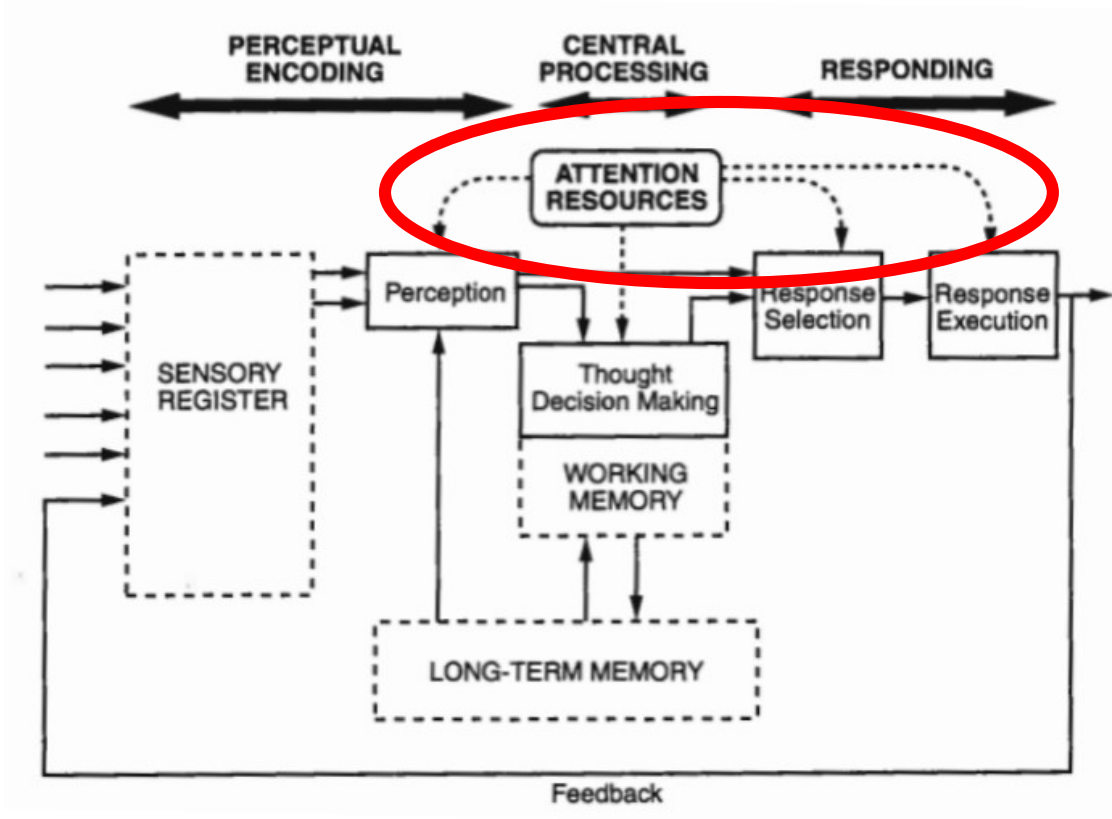 PERCEPTUAL
ENCODING
CENTRAL
PROCESSING
RESPONDING
ATTENTION
RESOURCES
Perception
Response
Selection
Response
Execution
SENSORY
REGISTER
Thought
Decision Making
WORKING
MEMORY
LONG-TERM MEMORY
Feedback